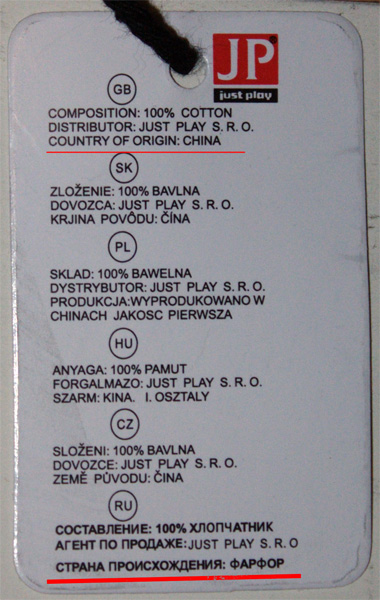 JP
just play
GB
COMPOSITION: 100% COTTON
DISTRIBUTOR: JUST PLAY S. R. O.
COUNTRY OF ORIGIN: CHINA
SK
ZLOŽENIE: 100% BAVLNA
DOVOZCA: JUST PLAY S. R. O.
KRJINA POVÔDU: ČÍNA
PL
SKLAD: 100% BAWELNA
DYSTRYBUTOR: JUST PLAY S. R. O.
PRODUKCJA:WYPRODUKOWANO W
CHINACH JAKOSC PIERWSZA
HU
ANYAGA: 100% PAMUT
FORGALMAZO: JUST PLAY S. R. O.
SZARM: KINA. I. OSZTALY
CZ
SLOŽENI: 100% BAVLNA
DOVOZCE: JUST PLAY S. R. O.
ZEMĚ PŮVODU: ČINA
RU
СОСТАВЛЕНИЕ: 100% ХЛОПЧАТНИК
АГЕНТ ПО ПРОДАЖЕ:JUST PLAY S. R. O
СТРАНА ПРОИСХОЖДЕНИЯ: ФАРФОР